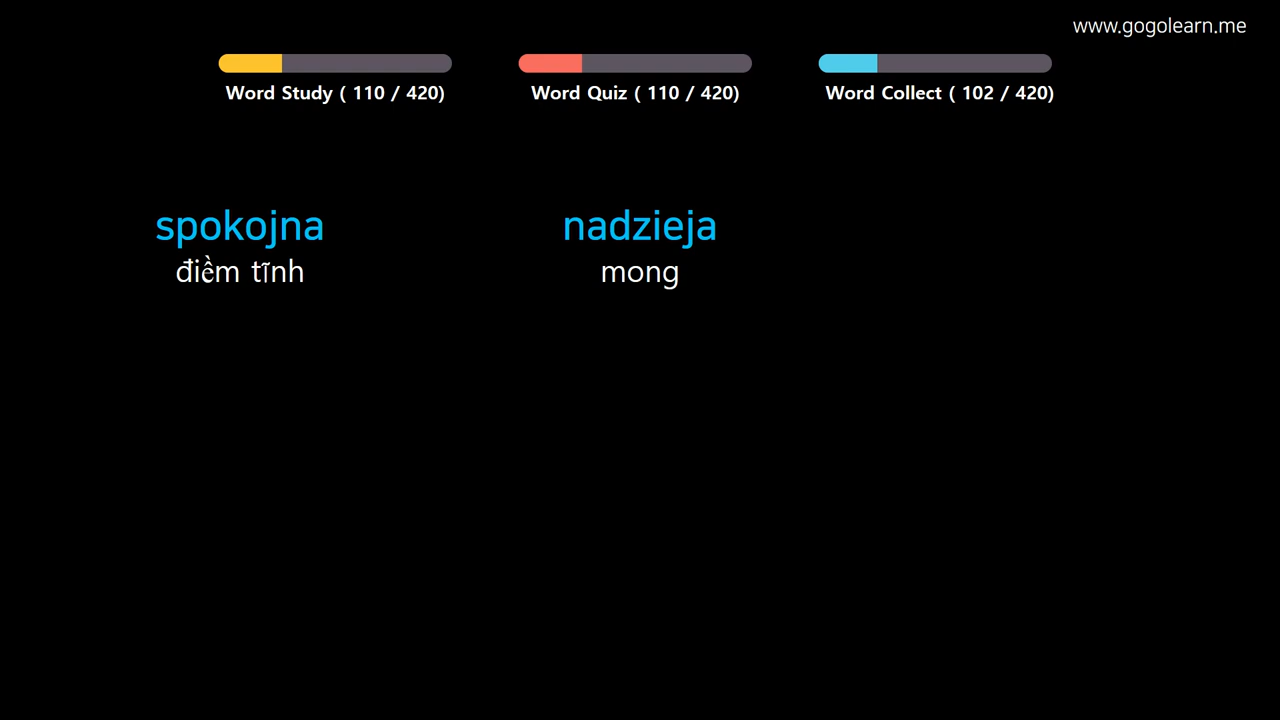 www.gogolearn.me
Word Study ( 110 / 420)
Word Quiz ( 110 / 420)
Word Collect ( 102 / 420)
spokojna
điềm tĩnh
nadzieja
mong